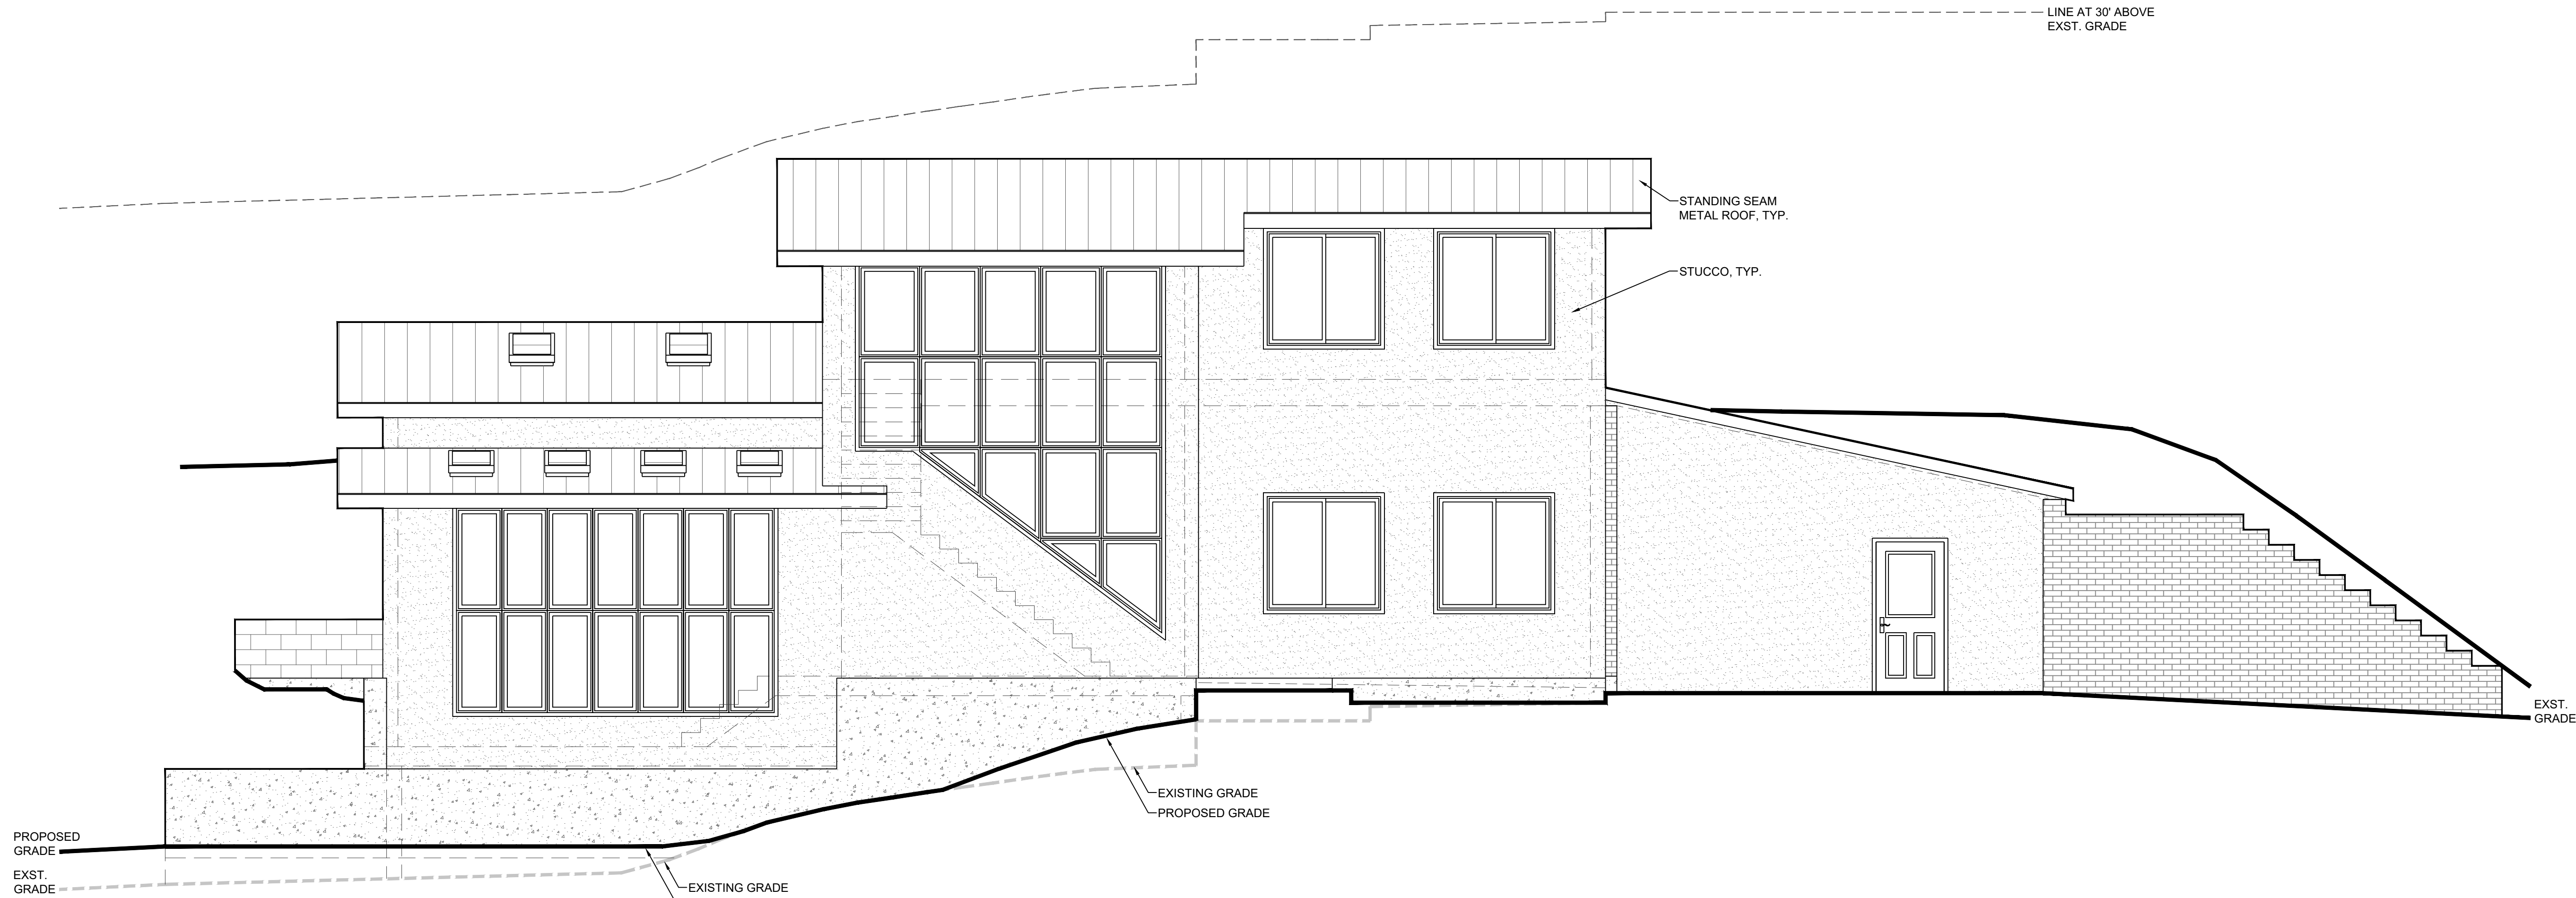 LINE AT 30' ABOVE
EXST. GRADE
STANDING SEAM
METAL ROOF, TYP.
STUCCO, TYP.
EXST.
GRADE
EXISTING GRADE
PROPOSED GRADE
PROPOSED
GRADE
EXST.
GRADE
EXISTING GRADE